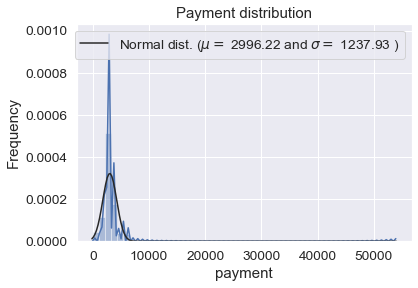 Payment distribution
Normal dist. (μ = 2996.22 and σ = 1237.93 )
0.0010
0.0008
0.0006
0.0004
0.0002
0.0000
Frequency
0 10000 20000 30000 40000 50000
payment